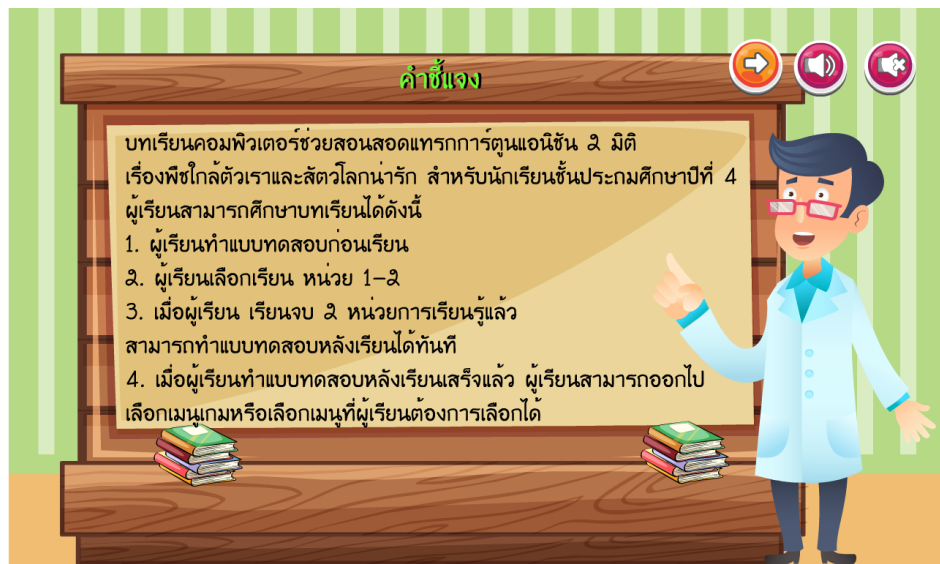 คำชี้แจง
บทเรียนคอมพิวเตอร์ช่วยสอนสอดแทรกการ์ตูนแอนิชัน 2 มิติ
เรื่องพืชใกล้ตัวเราและสัตวโลกน่ารัก สำหรับนักเรียนชั้นประถมศึกษาปีที่ 4
ผู้เรียนสามารถศึกษาบทเรียนได้ดังนี้
1. ผู้เรียนทำแบบทดสอบก่อนเรียน
2. ผู้เรียนเลือกเรียน หน่วย 1-2
3. เมื่อผู้เรียน เรียนจบ 2 หน่วยการเรียนรู้แล้ว
สามารถทำแบบทดสอบหลังเรียนได้ทันที
4. เมื่อผู้เรียนทำแบบทดสอบหลังเรียนเสร็จแล้ว ผู้เรียนสามารถออกไป
เลือกเมนูเกมหรือเลือกเมนูที่ผู้เรียนต้องการเลือกได้